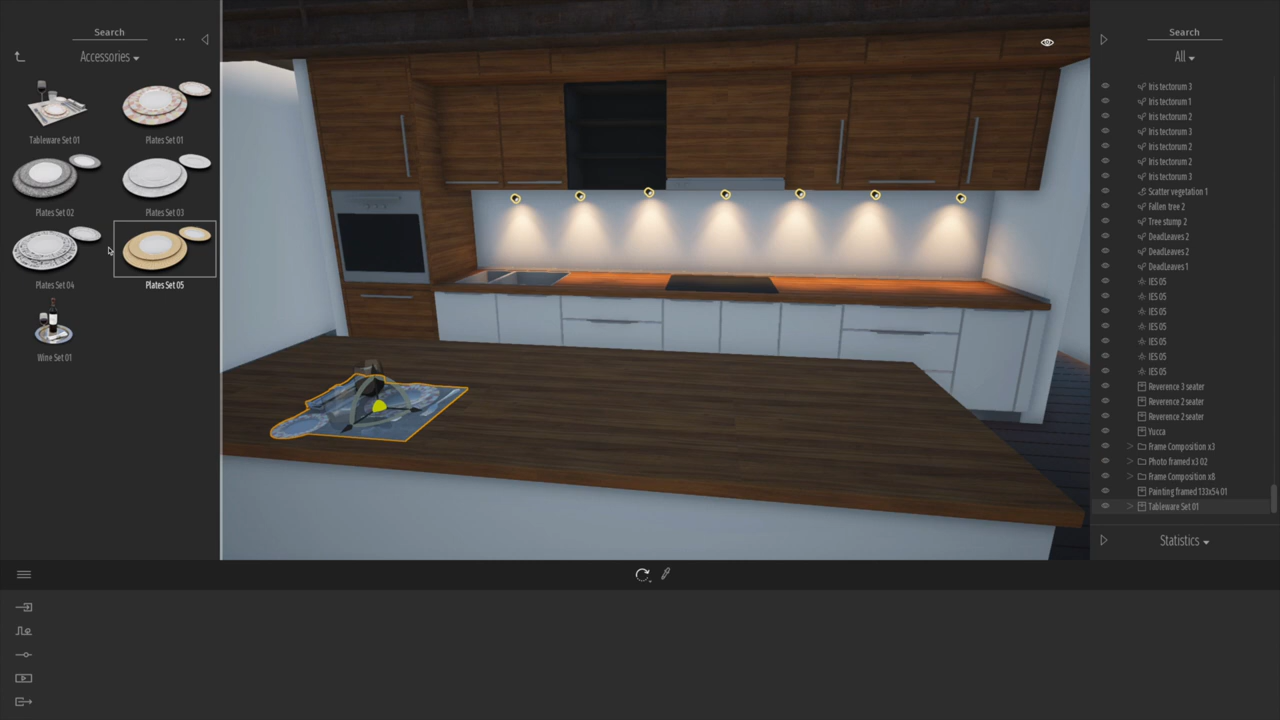 Search
Accessories
Tableware Set 01
Plates Set 01
Plates Set 02
Plates Set 03
Plates Set 04
Plates Set 05
Wine Set 01
Search
All
Iris tectorum 3
Iris tectorum 1
Iris tectorum 2
Iris tectorum 3
Iris tectorum 2
Iris tectorum 2
Iris tectorum 3
Scatter vegetation 1
Fallen tree 2
Tree stump 2
DeadLeaves 2
DeadLeaves 2
DeadLeaves 1
IES 05
IES 05
IES 05
IES 05
IES 05
IES 05
IES 05
Reverence 3 seater
Reverence 2 seater
Reverence 2 seater
Yucca
Frame Composition x3
Photo framed x3 02
Frame Composition x8
Painting framed 133x54 01
Tableware Set 01
Statistics